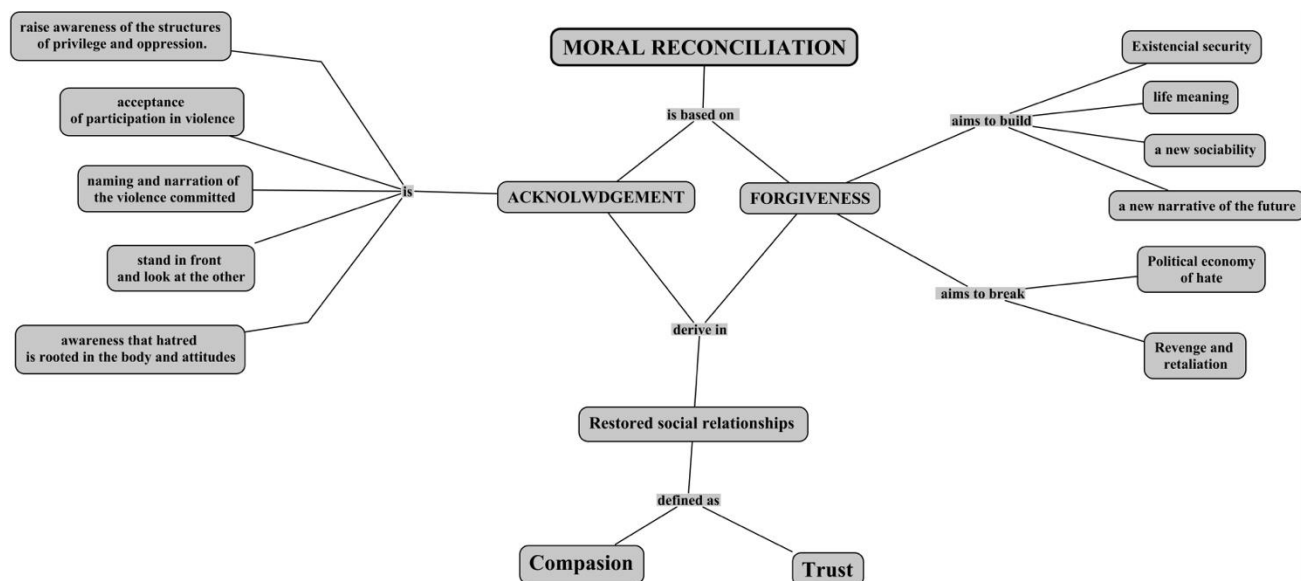 MORAL RECONCILIATION
is based on
ACKNOLWDGEMENT
is
raise awareness of the structures
of privilege and oppression.
acceptance
of participation in violence
naming and narration of
the violence committed
stand in front
and look at the other
awareness that hatred
is rooted in the body and attitudes
FORGIVENESS
aims to build
Existencial security
life meaning
a new sociability
a new narrative of the future
aims to break
Political economy
of hate
Revenge and
retaliation
derive in
Restored social relationships
defined as
Compasion
Trust